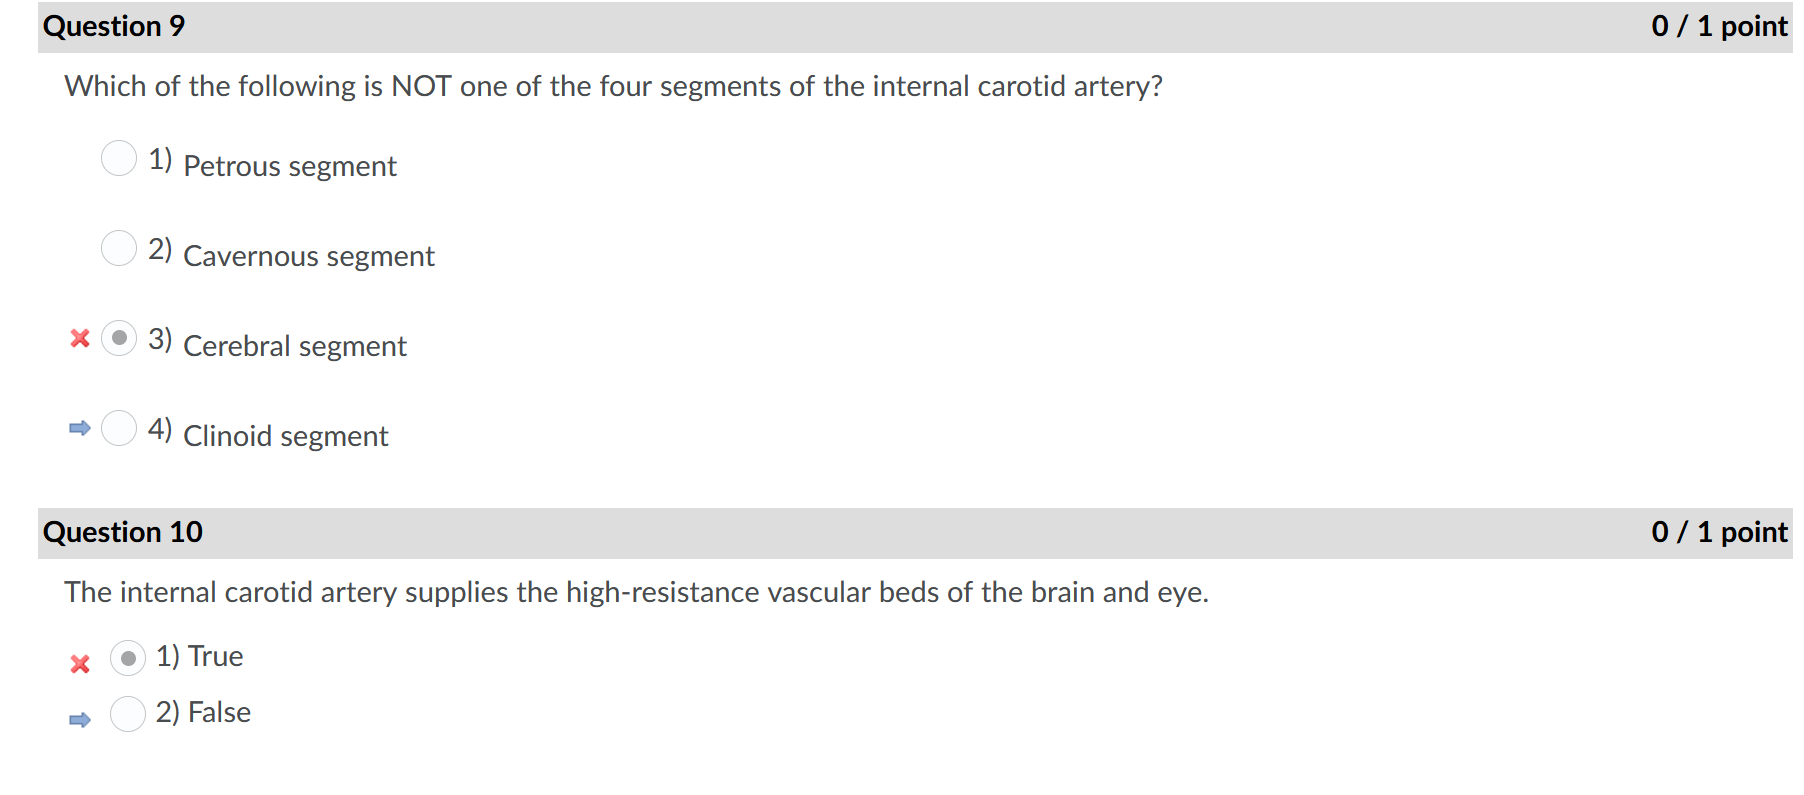 Question 9 0 / 1 point
Which of the following is NOT one of the four segments of the internal carotid artery?
1) Petrous segment
2) Cavernous segment
3) Cerebral segment
4) Clinoid segment
Question 10 0 / 1 point
The internal carotid artery supplies the high-resistance vascular beds of the brain and eye.
1) True
2) False